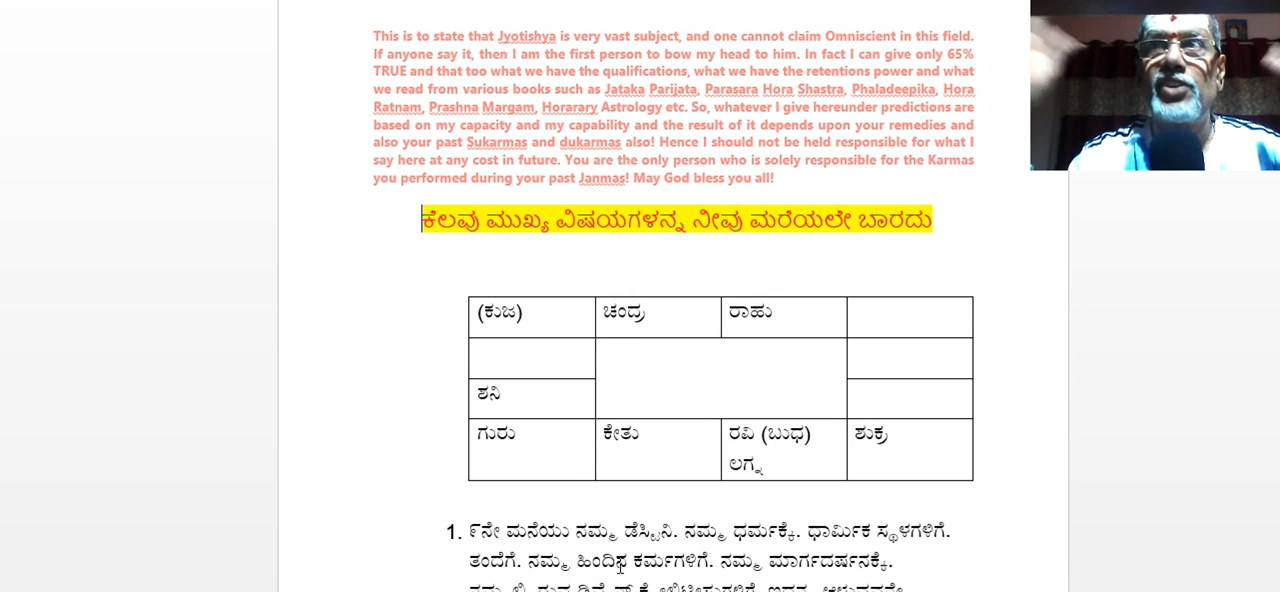 This is to state that Jyotishya is very vast subject, and one cannot claim Omniscient in this field.
If anyone say it, then I am the first person to bow my head to him. In fact I can give only 65%
TRUE and that too what we have the qualifications, what we have the retentions power and what
we read from various books such as Jataka Parijata, Parasara Hora Shastra, Phaladeepika, Hora
Ratnam, Prashna Margam, Horarary Astrology etc. So, whatever I give hereunder predictions are
based on my capacity and my capability and the result of it depends upon your remedies and
also your past Sukarmas and dukarmas also! Hence I should not be held responsible for what I
say here at any cost in future. You are the only person who is solely responsible for the Karmas
you performed during your past Janmas! May God bless you all!
ಕೆಲವು ಮುಖ್ಯ ವಿಷಯಗಳನ್ನ ನೀವು ಮರೆಯಲೇ ಬಾರದು
(ಕುಜ) ಚಂದ್ರ ರಾಹು
ಶನಿ
ಗುರು ಕೇತು ರವಿ (ಬುಧ) ಶುಕ್ರ
ಲಗ್ನ
1. ೯ನೇ ಮನೆಯು ನಮ್ಮ ಡೆಸ್ಟಿನಿ. ನಮ್ಮ ಧರ್ಮಕ್ಕೆ. ಧಾರ್ಮಿಕ ಸ್ಥಳಗಳಿಗೆ.
ತಂದೆಗೆ. ನಮ್ಮ ಹಿಂದಿನ ಕರ್ಮಗಳಿಗೆ. ನಮ್ಮ ಮಾರ್ಗದರ್ಷನಕ್ಕೆ.